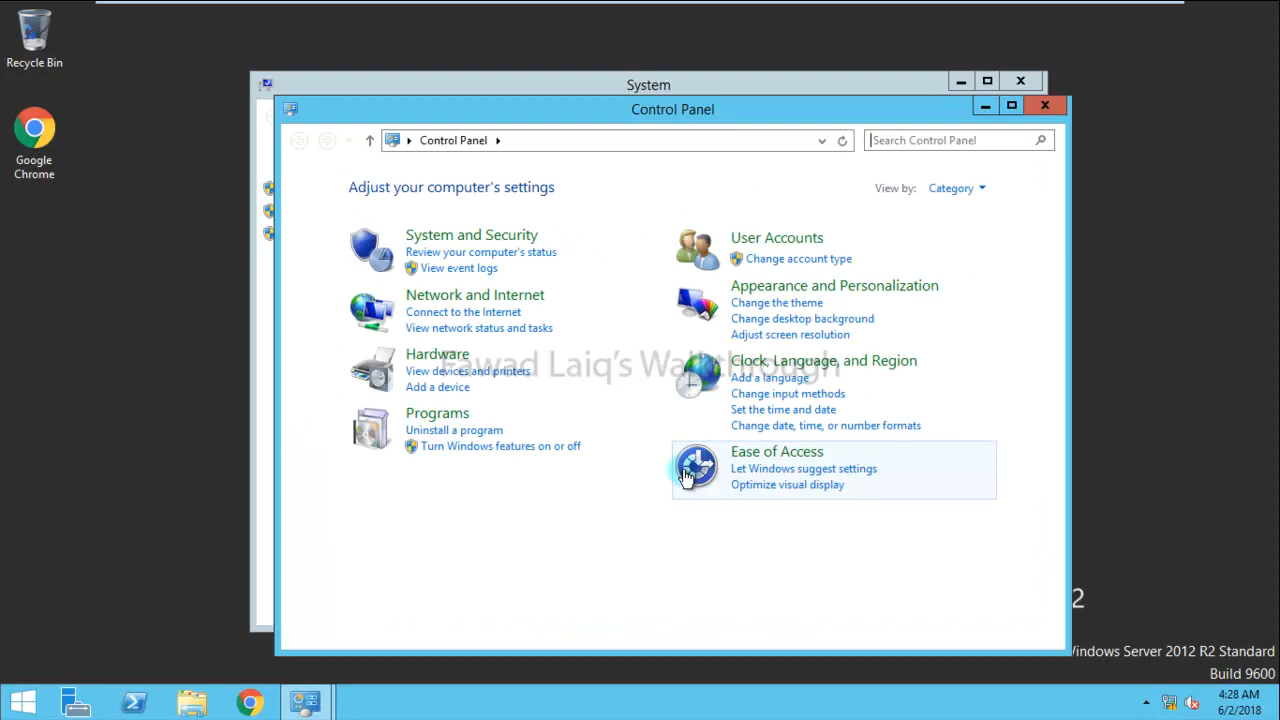 Recycle Bin
Google
Chrome
System
Control Panel
Control Panel
Search Control Panel
Adjust your computer's settings
View by: Category
System and Security
Review your computer's status
View event logs
Network and Internet
Connect to the Internet
View network status and tasks
Hardware
View devices and printers
Add a device
Programs
Uninstall a program
Turn Windows features on or off
User Accounts
Change account type
Appearance and Personalization
Change the theme
Change desktop background
Adjust screen resolution
Clock, Language, and Region
Add a language
Change input methods
Set the time and date
Change date, time, or number formats
Ease of Access
Let Windows suggest settings
Optimize visual display
Fawad Laiq's Walkthrough
2
Windows Server 2012 R2 Standard
Build 9600
4:28 AM
6/2/2018